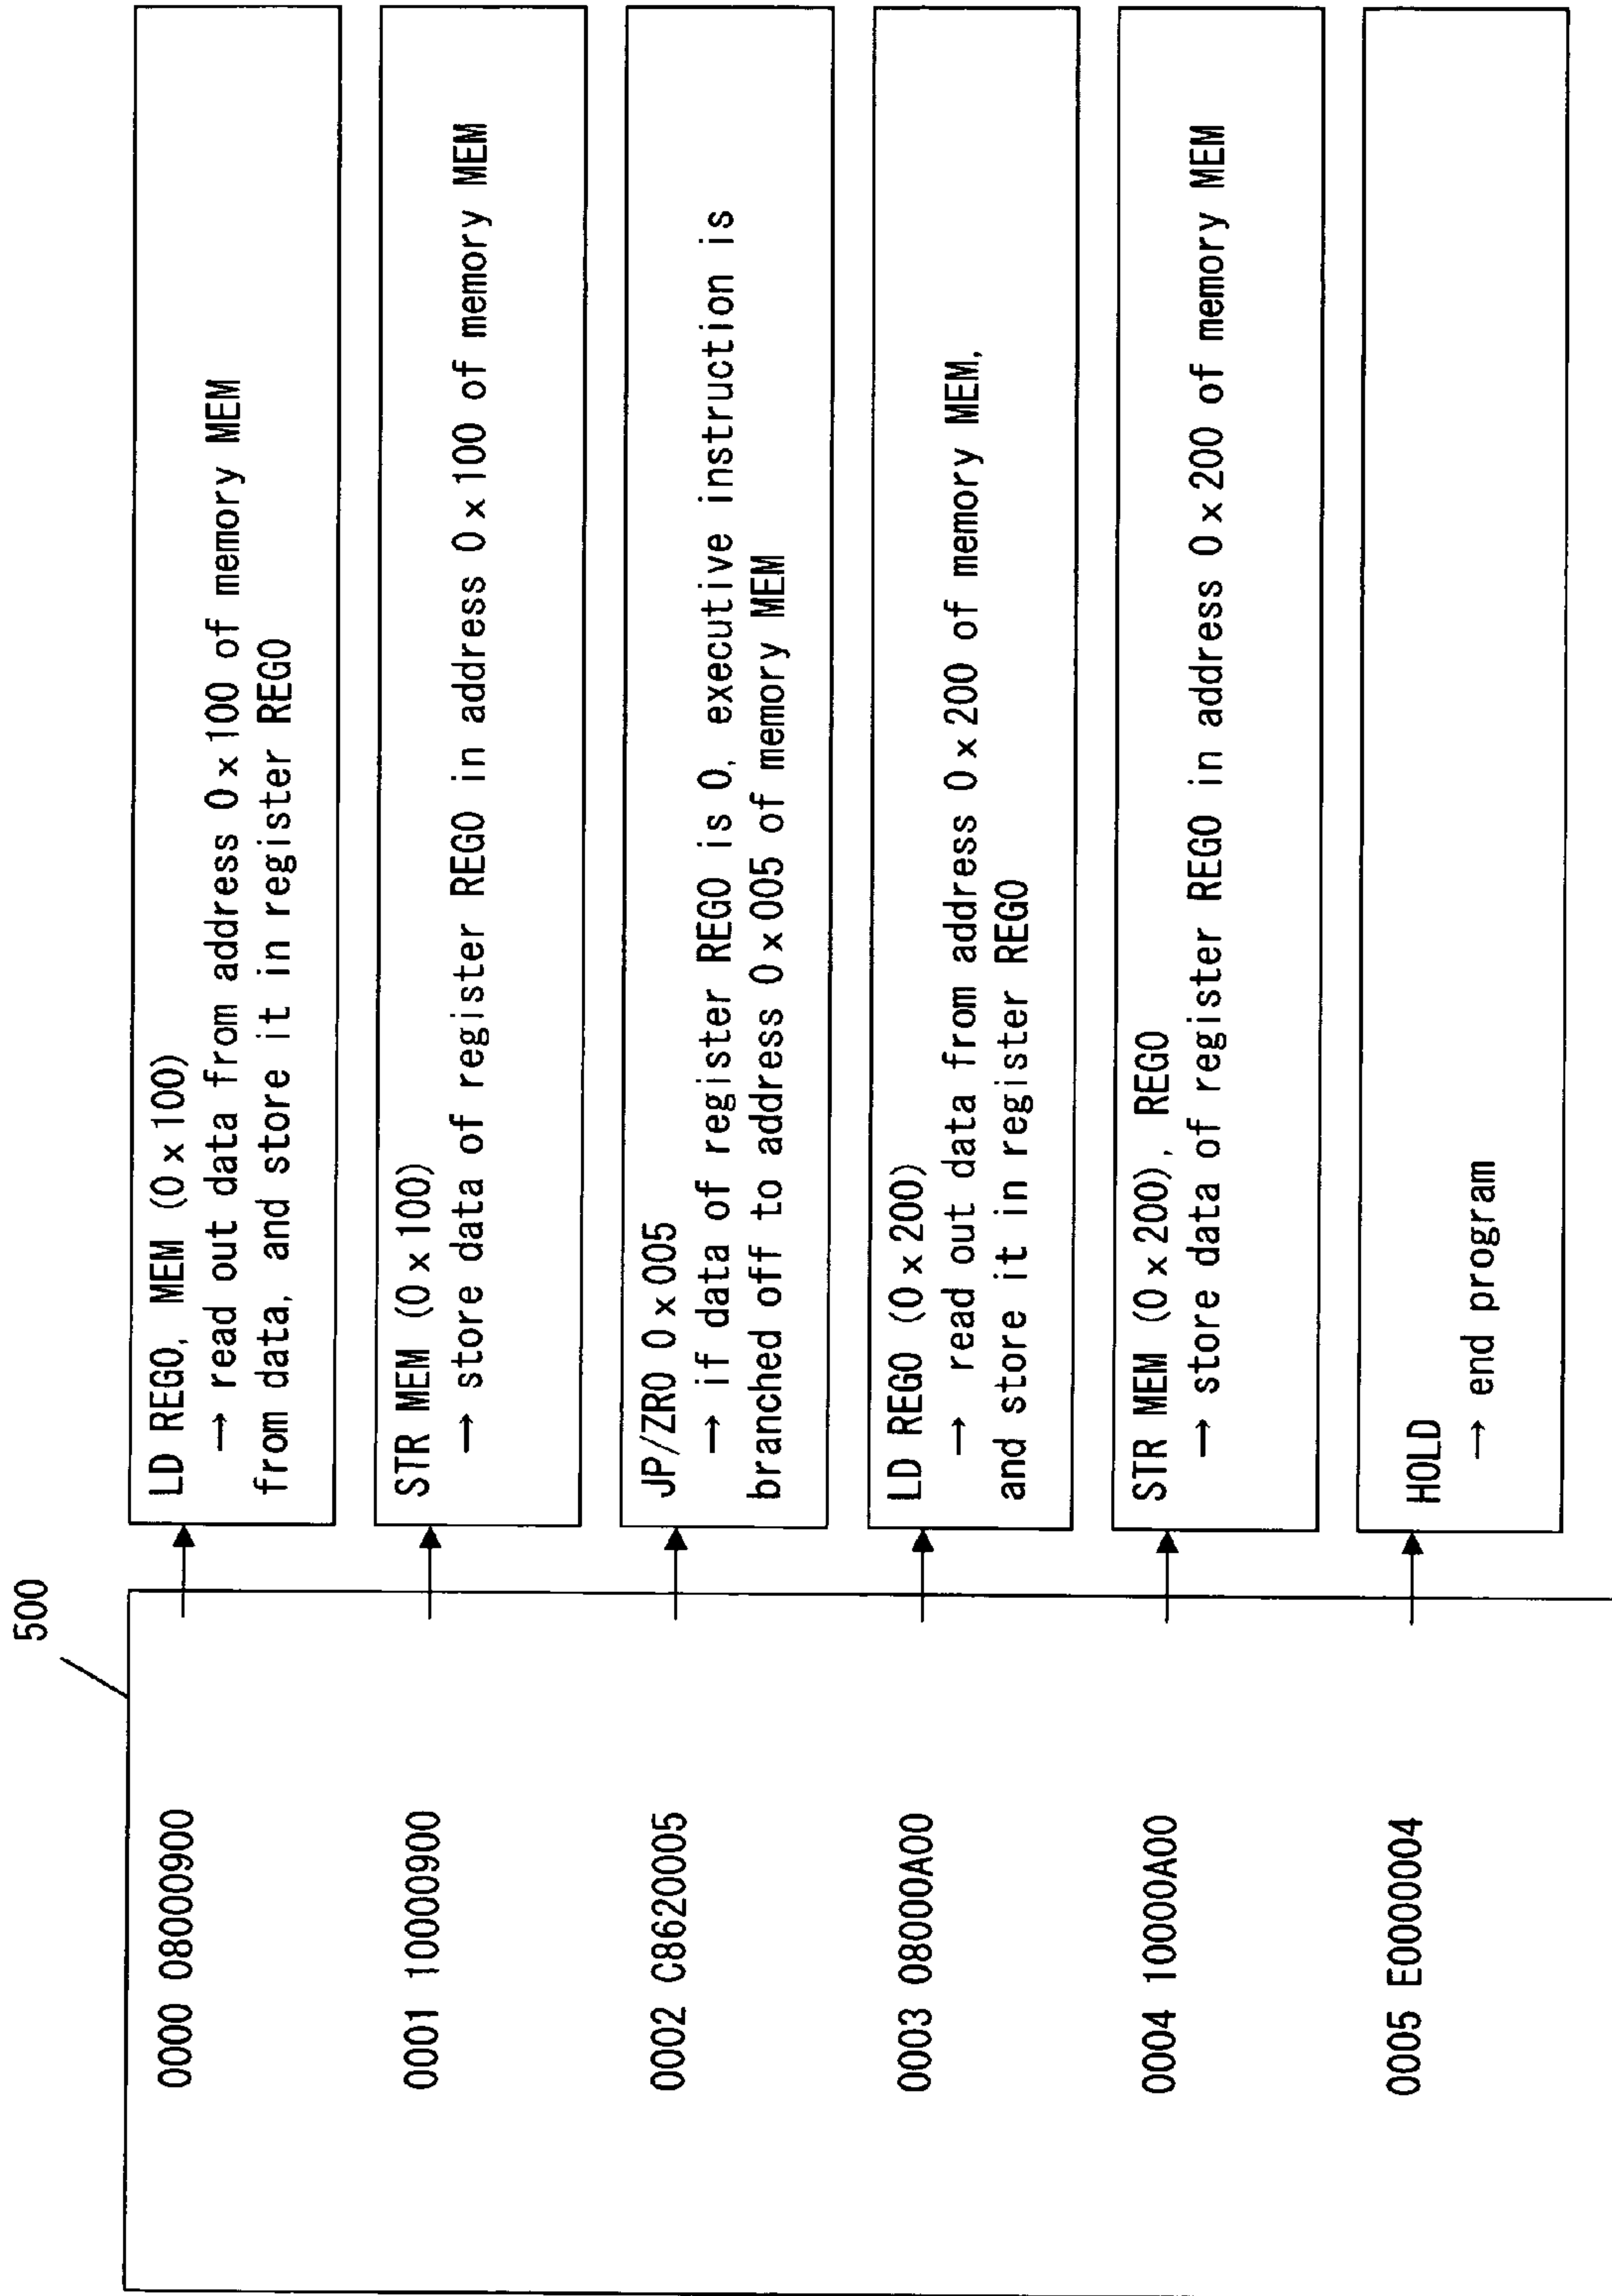 500
0000 08000900
LD REG0, MEM (0×100)
→ read out data from address 0×100 of memory MEM
from data, and store it in register REG0
0001 10000900
STR MEM (0×100)
→ store data of register REG0 in address 0×100 of memory MEM
0002 C8620005
JP/ZRO 0×005
→ if data of register REG0 is 0, executive instruction is
branched off to address 0×005 of memory MEM
0003 08000A00
LD REG0 (0×200)
→ read out data from address 0×200 of memory MEM,
and store it in register REG0
0004 10000A00
STR MEM (0×200), REG0
→ store data of register REG0 in address 0×200 of memory MEM
0005 E0000004
HOLD
→ end program